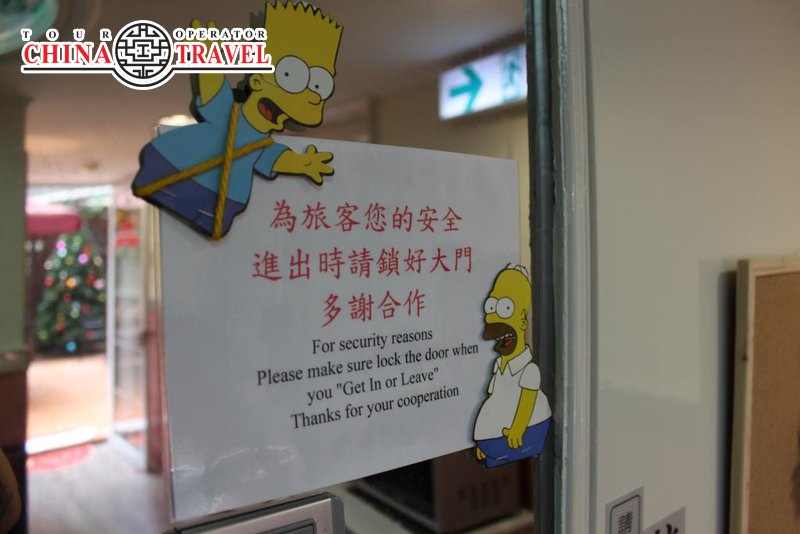 TOUR OPERATOR
CHINA TRAVEL
為旅客您的安全
進出時請鎖好大門
多謝合作
For security reasons
Please make sure lock the door when
you "Get In or Leave"
Thanks for your cooperation
請